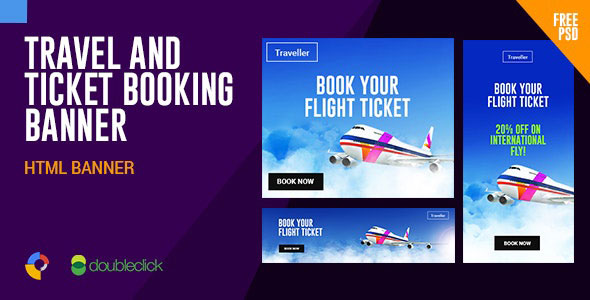 TRAVEL AND
TICKET BOOKING
BANNER
HTML BANNER
doubleclick
Traveller
BOOK YOUR
FLIGHT TICKET
BOOK NOW
BOOK YOUR
FLIGHT TICKET
BOOK NOW
Traveller
Traveller
BOOK YOUR
FLIGHT TICKET
20% OFF ON
INTERNATIONAL
FLY!
BOOK NOW
FREE
PSD